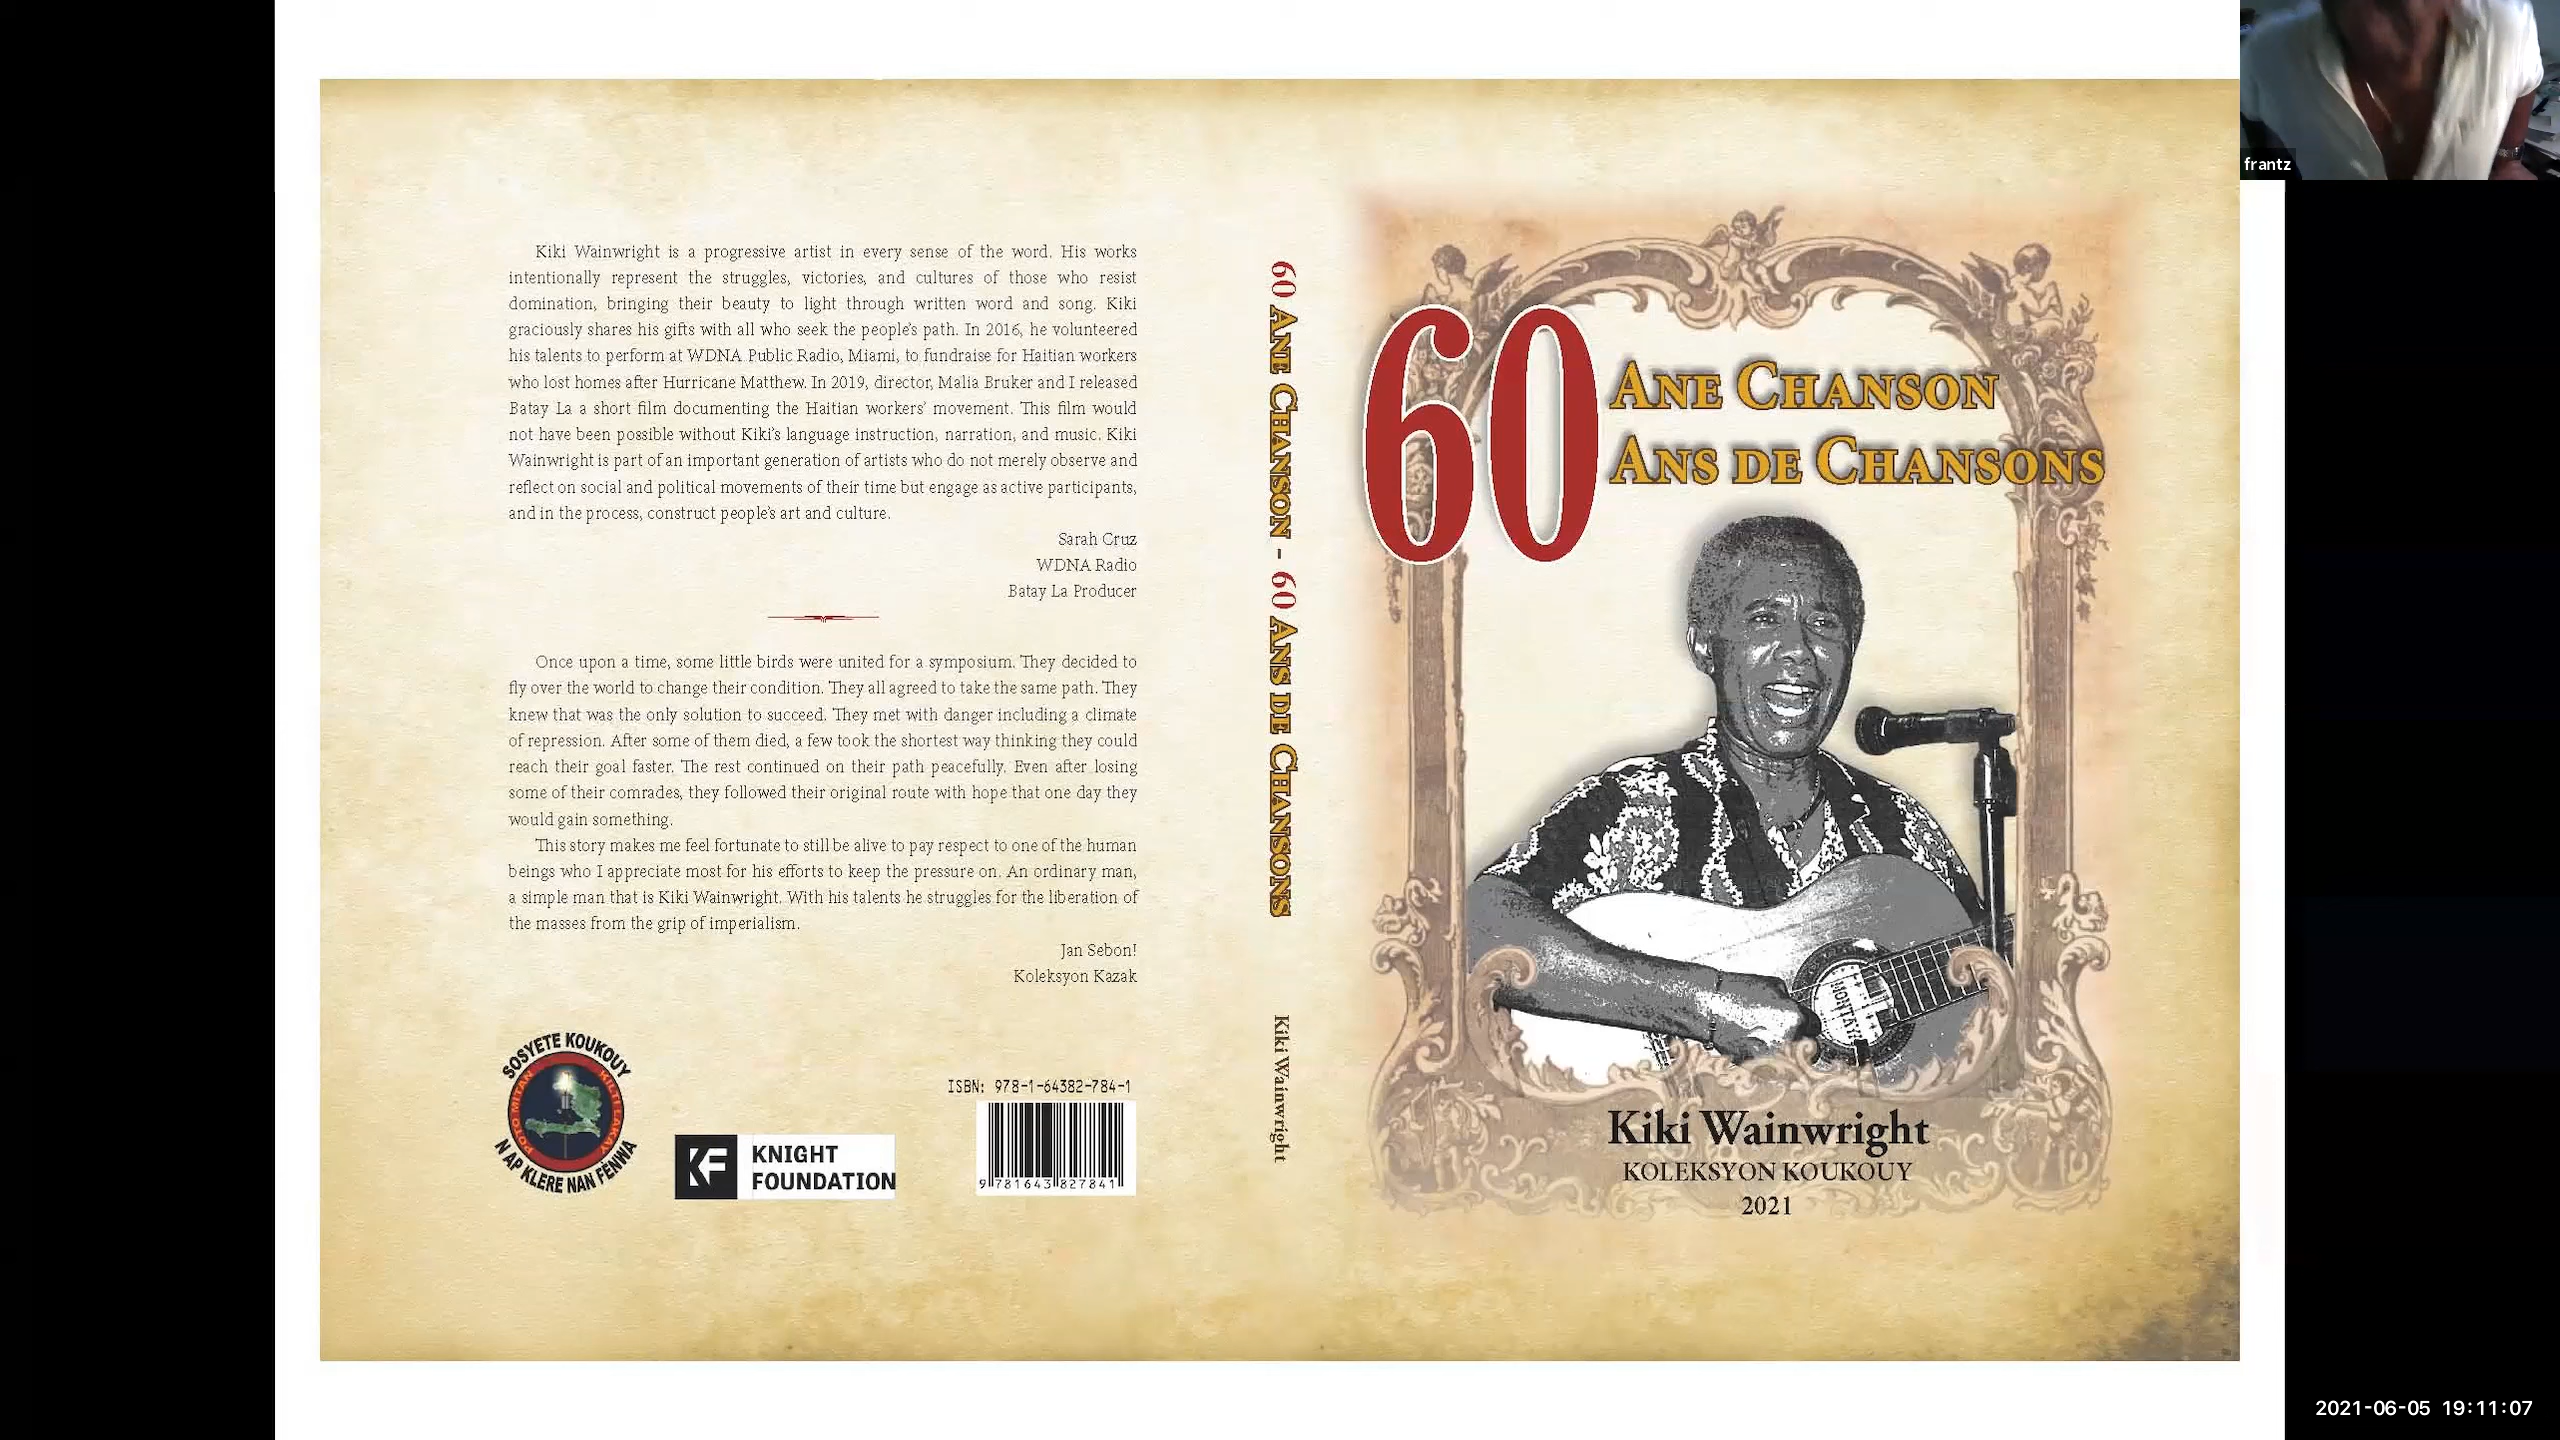 Kiki Wainwright is a progressive artist in every sense of the word. His works
intentionally represent the struggles, victories, and cultures of those who resist
domination, bringing their beauty to light through written word and song. Kiki
graciously shares his gifts with all who seek the people's path. In 2016, he volunteered
his talents to perform at WDNA Public Radio, Miami, to fundraise for Haitian workers
who lost homes after Hurricane Matthew. In 2019, director, Malia Bruker and I released
Batay La a short film documenting the Haitian workers' movement. This film would
not have been possible without Kiki's language instruction, narration, and music. Kiki
Wainwright is part of an important generation of artists who do not merely observe and
reflect on social and political movements of their time but engage as active participants,
and in the process, construct people's art and culture.
Sarah Cruz
WDNA Radio
Batay La Producer
Once upon a time, some little birds were united for a symposium. They decided to
fly over the world to change their condition. They all agreed to take the same path. They
knew that was the only solution to succeed. They met with danger including a climate
of repression. After some of them died, a few took the shortest way thinking they could
reach their goal faster. The rest continued on their path peacefully. Even after losing
some of their comrades, they followed their original route with hope that one day they
would gain something.
This story makes me feel fortunate to still be alive to pay respect to one of the human
beings who I appreciate most for his efforts to keep the pressure on. An ordinary man,
a simple man that is Kiki Wainwright. With his talents he struggles for the liberation of
the masses from the grip of imperialism.
Jan Sebon!
Koleksyon Kazak
SOSYETE KOUKOUY
POTO MITAN KILTI LAKAY
N AP KLERE NAN FENWA
KF KNIGHT
FOUNDATION
ISBN: 978-1-64382-784-1
9 781643 827841
60 ANE CHANSON - 60 ANS DE CHANSONS
Kiki Wainwright
60
ANE CHANSON
ANS DE CHANSONS
MONTAYA
Kiki Wainwright
KOLEKSYON KOUKOUY
2021
frantz
2021-06-05 19:11:07